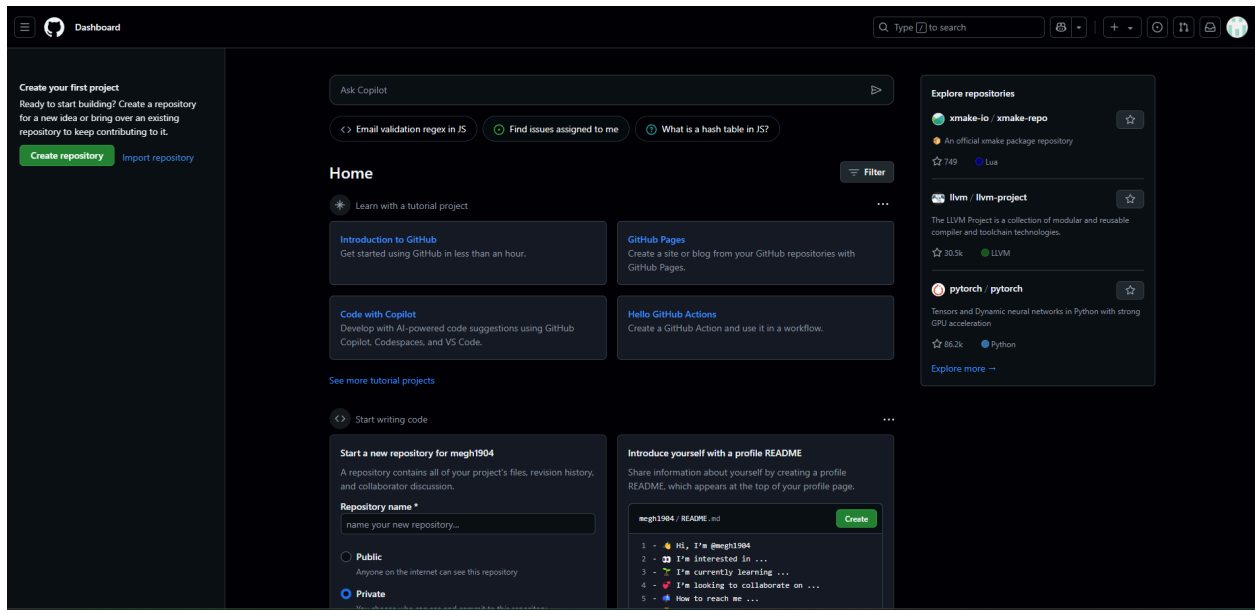 Dashboard
Type / to search
Create your first project
Ready to start building? Create a repository
for a new idea or bring over an existing
repository to keep contributing to it.
Create repository
Import repository
Ask Copilot
Email validation regex in JS
Find issues assigned to me
What is a hash table in JS?
Home
Filter
Learn with a tutorial project
Introduction to GitHub
Get started using GitHub in less than an hour.
GitHub Pages
Create a site or blog from your GitHub repositories with
GitHub Pages.
Code with Copilot
Develop with AI-powered code suggestions using GitHub
Copilot, Codespaces, and VS Code.
Hello GitHub Actions
Create a GitHub Action and use it in a workflow.
See more tutorial projects
Start writing code
Start a new repository for megh1904
A repository contains all of your project's files, revision history,
and collaborator discussion.
Repository name *
name your new repository...
Public
Anyone on the internet can see this repository
Private
You choose who can see and commit to this repository
Introduce yourself with a profile README
Share information about yourself by creating a profile
README, which appears at the top of your profile page.
megh1904 / README.md
Create
1 - 👋 Hi, I'm @megh1904
2 - 👀 I'm interested in ...
3 - 🌱 I'm currently learning ...
4 - 💞️ I'm looking to collaborate on ...
5 - 📫 How to reach me ...
Explore repositories
xmake-io / xmake-repo
📦 An official xmake package repository
749
Lua
llvm / llvm-project
The LLVM Project is a collection of modular and reusable
compiler and toolchain technologies.
30.5k
LLVM
pytorch / pytorch
Tensors and Dynamic neural networks in Python with strong
GPU acceleration
86.2k
Python
Explore more →